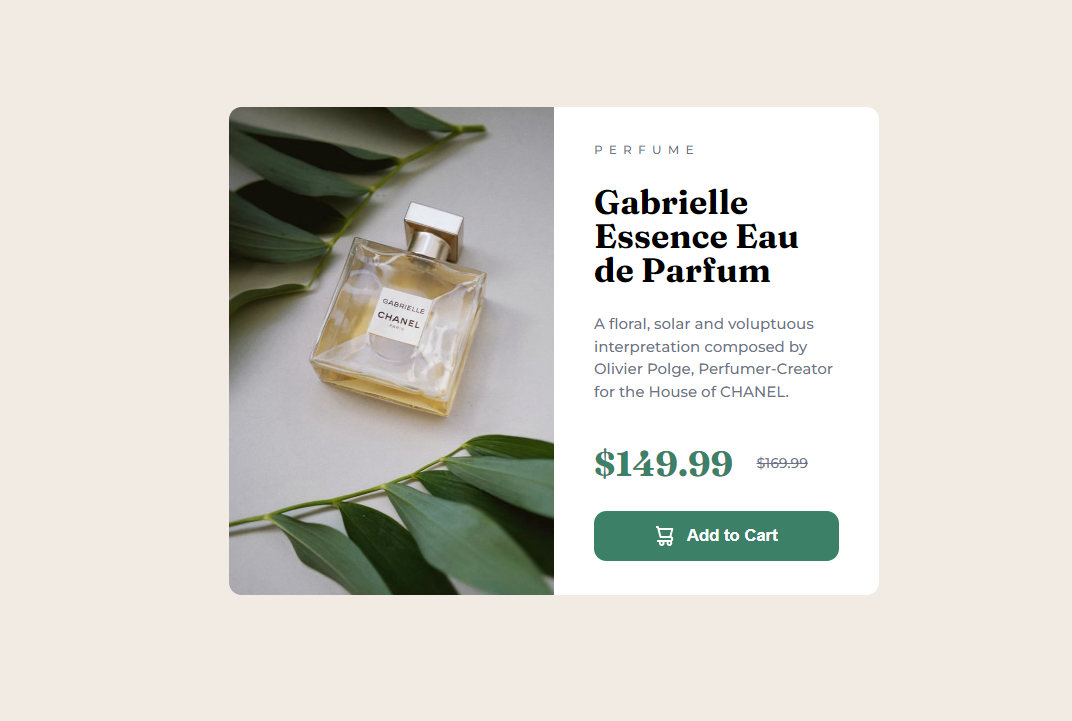 GABRIELLE
CHANEL
PARIS
PERFUME
Gabrielle
Essence Eau
de Parfum
A floral, solar and voluptuous
interpretation composed by
Olivier Polge, Perfumer-Creator
for the House of CHANEL.
$149.99 $169.99
Add to Cart